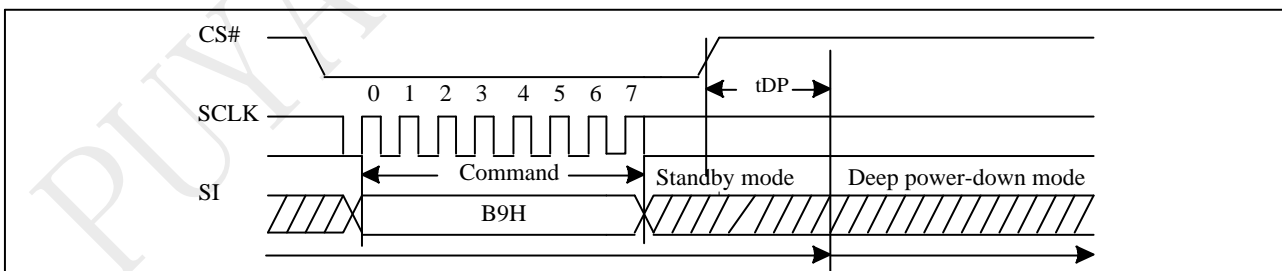 PUYA
CS#
tDP
0 1 2 3 4 5 6 7
SCLK
Command
Standby mode
Deep power-down mode
SI
B9H